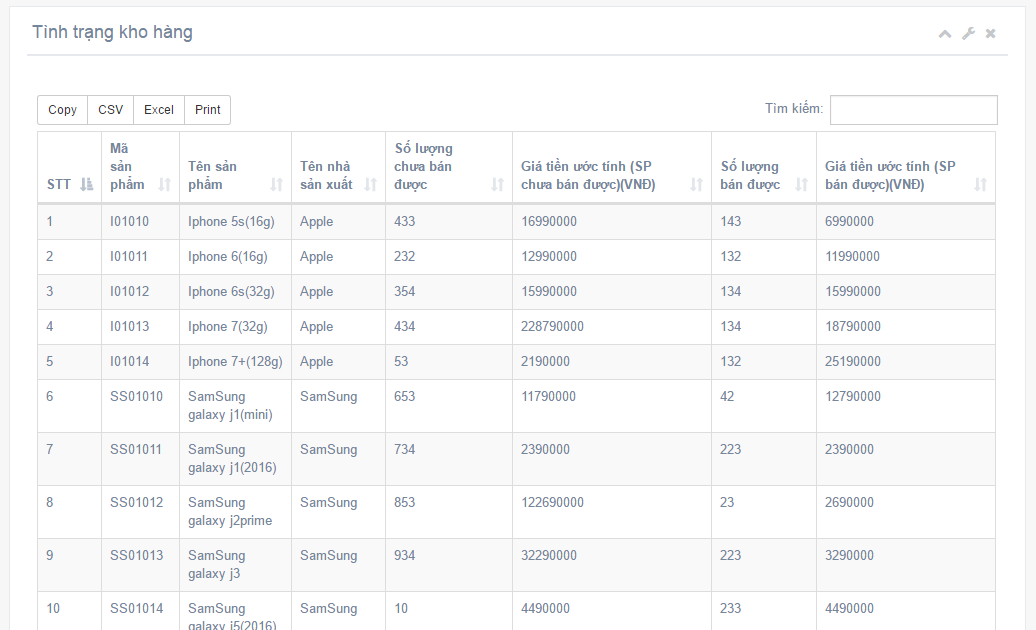 Tình trạng kho hàng
Copy CSV Excel Print Tìm kiếm:
STT Mã sản phẩm Tên sản phẩm Tên nhà sản xuất Số lượng chưa bán được Giá tiền ước tính (SP chưa bán được)(VNĐ) Số lượng bán được Giá tiền ước tính (SP bán được)(VNĐ)
1 I01010 Iphone 5s(16g) Apple 433 16990000 143 6990000
2 I01011 Iphone 6(16g) Apple 232 12990000 132 11990000
3 I01012 Iphone 6s(32g) Apple 354 15990000 134 15990000
4 I01013 Iphone 7(32g) Apple 434 228790000 134 18790000
5 I01014 Iphone 7+(128g) Apple 53 2190000 132 25190000
6 SS01010 SamSung galaxy j1(mini) SamSung 653 11790000 42 12790000
7 SS01011 SamSung galaxy j1(2016) SamSung 734 2390000 223 2390000
8 SS01012 SamSung galaxy j2prime SamSung 853 122690000 23 2690000
9 SS01013 SamSung galaxy j3 SamSung 934 32290000 223 3290000
10 SS01014 SamSung galaxy j5(2016) SamSung 10 4490000 233 4490000